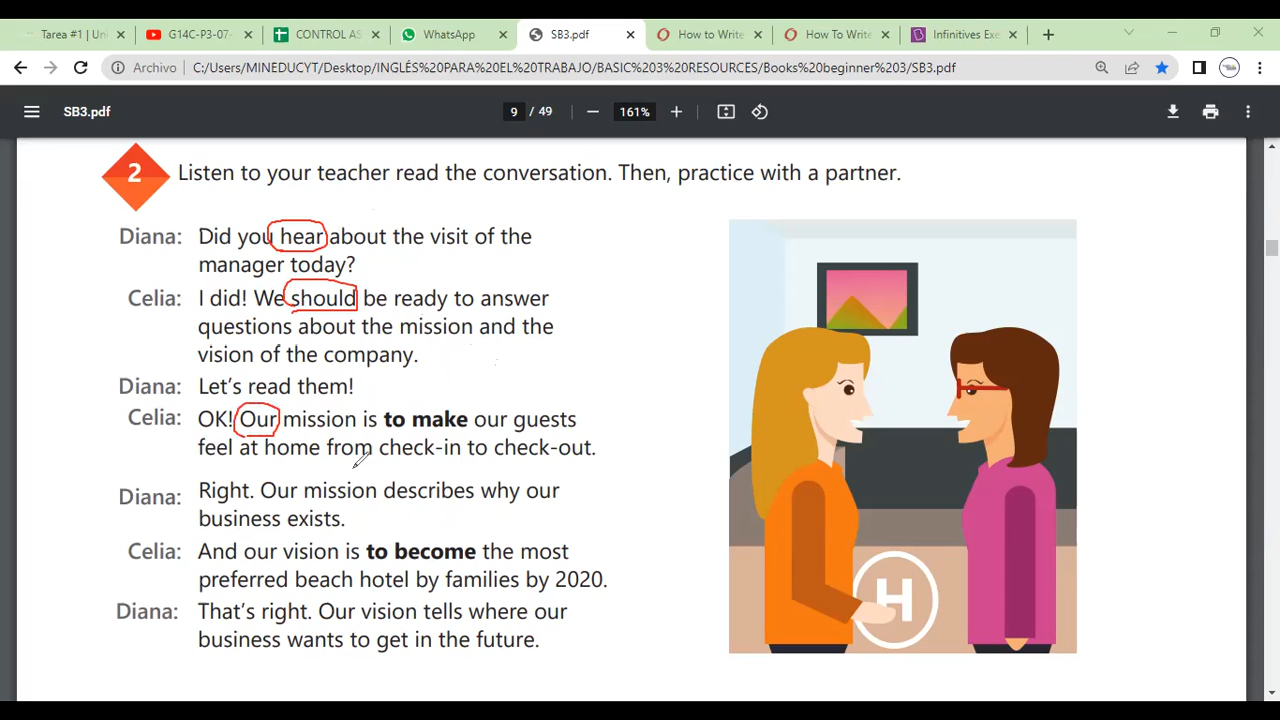 Tarea #1 | Un
G14C-P3-07-
CONTROL AS
WhatsApp
SB3.pdf
How to Write
How To Write
Infinitives Exe
Archivo
C:/Users/MINEDUCYT/Desktop/INGLÉS%20PARA%20EL%20TRABAJO/BASIC%203%20RESOURCES/Books%20beginner%203/SB3.pdf
SB3.pdf
9 / 49
161%
2
Listen to your teacher read the conversation. Then, practice with a partner.
Diana: Did you hear about the visit of the
manager today?
Celia: I did! We should be ready to answer
questions about the mission and the
vision of the company.
Diana: Let's read them!
Celia: OK! Our mission is to make our guests
feel at home from check-in to check-out.
Diana: Right. Our mission describes why our
business exists.
Celia: And our vision is to become the most
preferred beach hotel by families by 2020.
Diana: That's right. Our vision tells where our
business wants to get in the future.
H